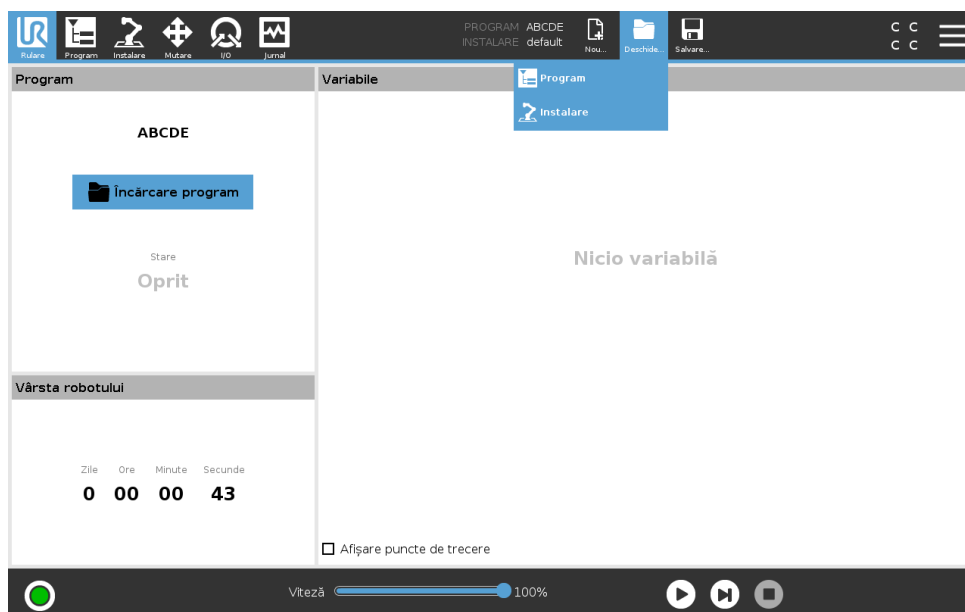 UR
PROGRAM ABCDE
INSTALARE default
Rulare Program Instalare Mutare I/O Jurnal Nou... Deschide... Salvare...
C C
C C
Program
Instalare
Program
Variabile
ABCDE
Încărcare program
Stare
Oprit
Nicio variabilă
Vârsta robotului
Zile Ore Minute Secunde
0 00 00 43
Afișare puncte de trecere
Viteză 100%